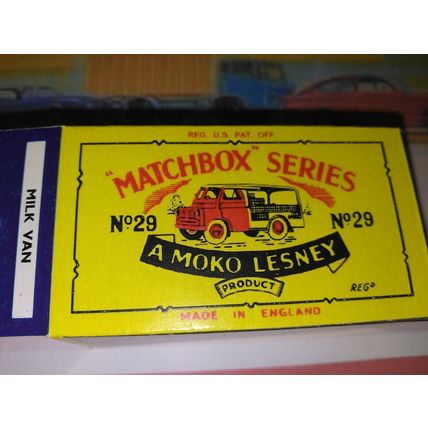 REG. U.S. PAT. OFF.
"MATCHBOX" SERIES
Nº29
Nº29
A MOKO LESNEY
PRODUCT
REGD
MADE IN ENGLAND
MILK VAN